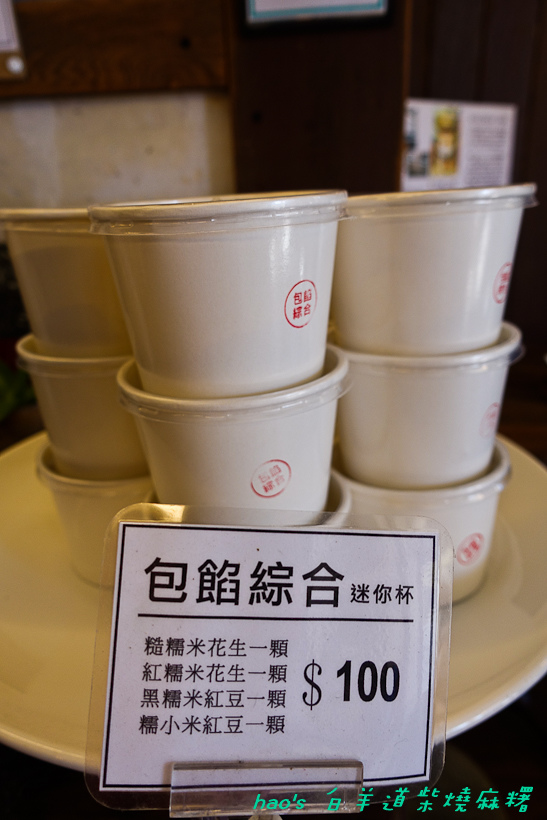 包餡
綜合
包餡
綜合
包餡綜合 迷你杯
糙糯米花生一顆
紅糯米花生一顆
黑糯米紅豆一顆
糯小米紅豆一顆
$ 100
hao's 白羊道柴燒麻糬